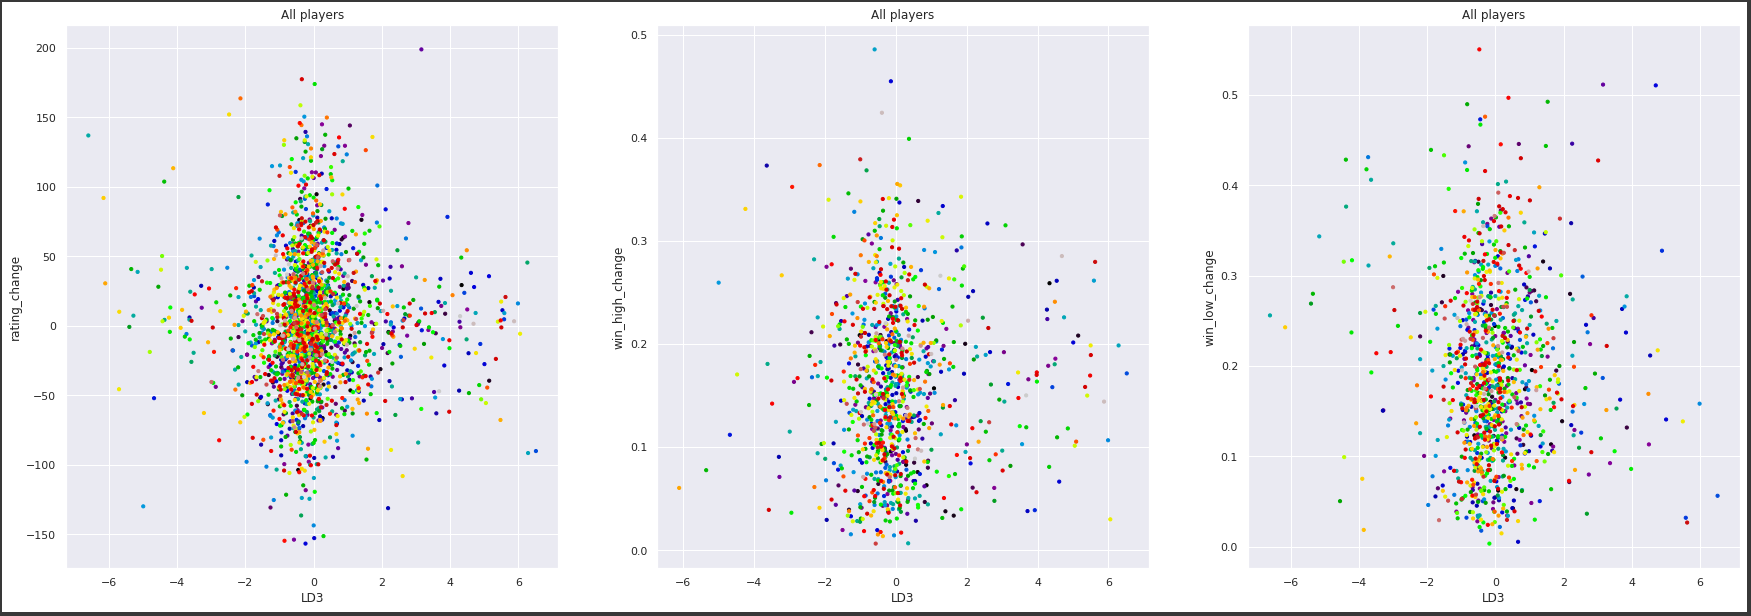 All players
200
150
100
50
0
−50
−100
−150
rating_change
−6 −4 −2 0 2 4 6
LD3
All players
0.5
0.4
0.3
0.2
0.1
0.0
win_high_change
−6 −4 −2 0 2 4 6
LD3
All players
0.5
0.4
0.3
0.2
0.1
0.0
win_low_change
−6 −4 −2 0 2 4 6
LD3